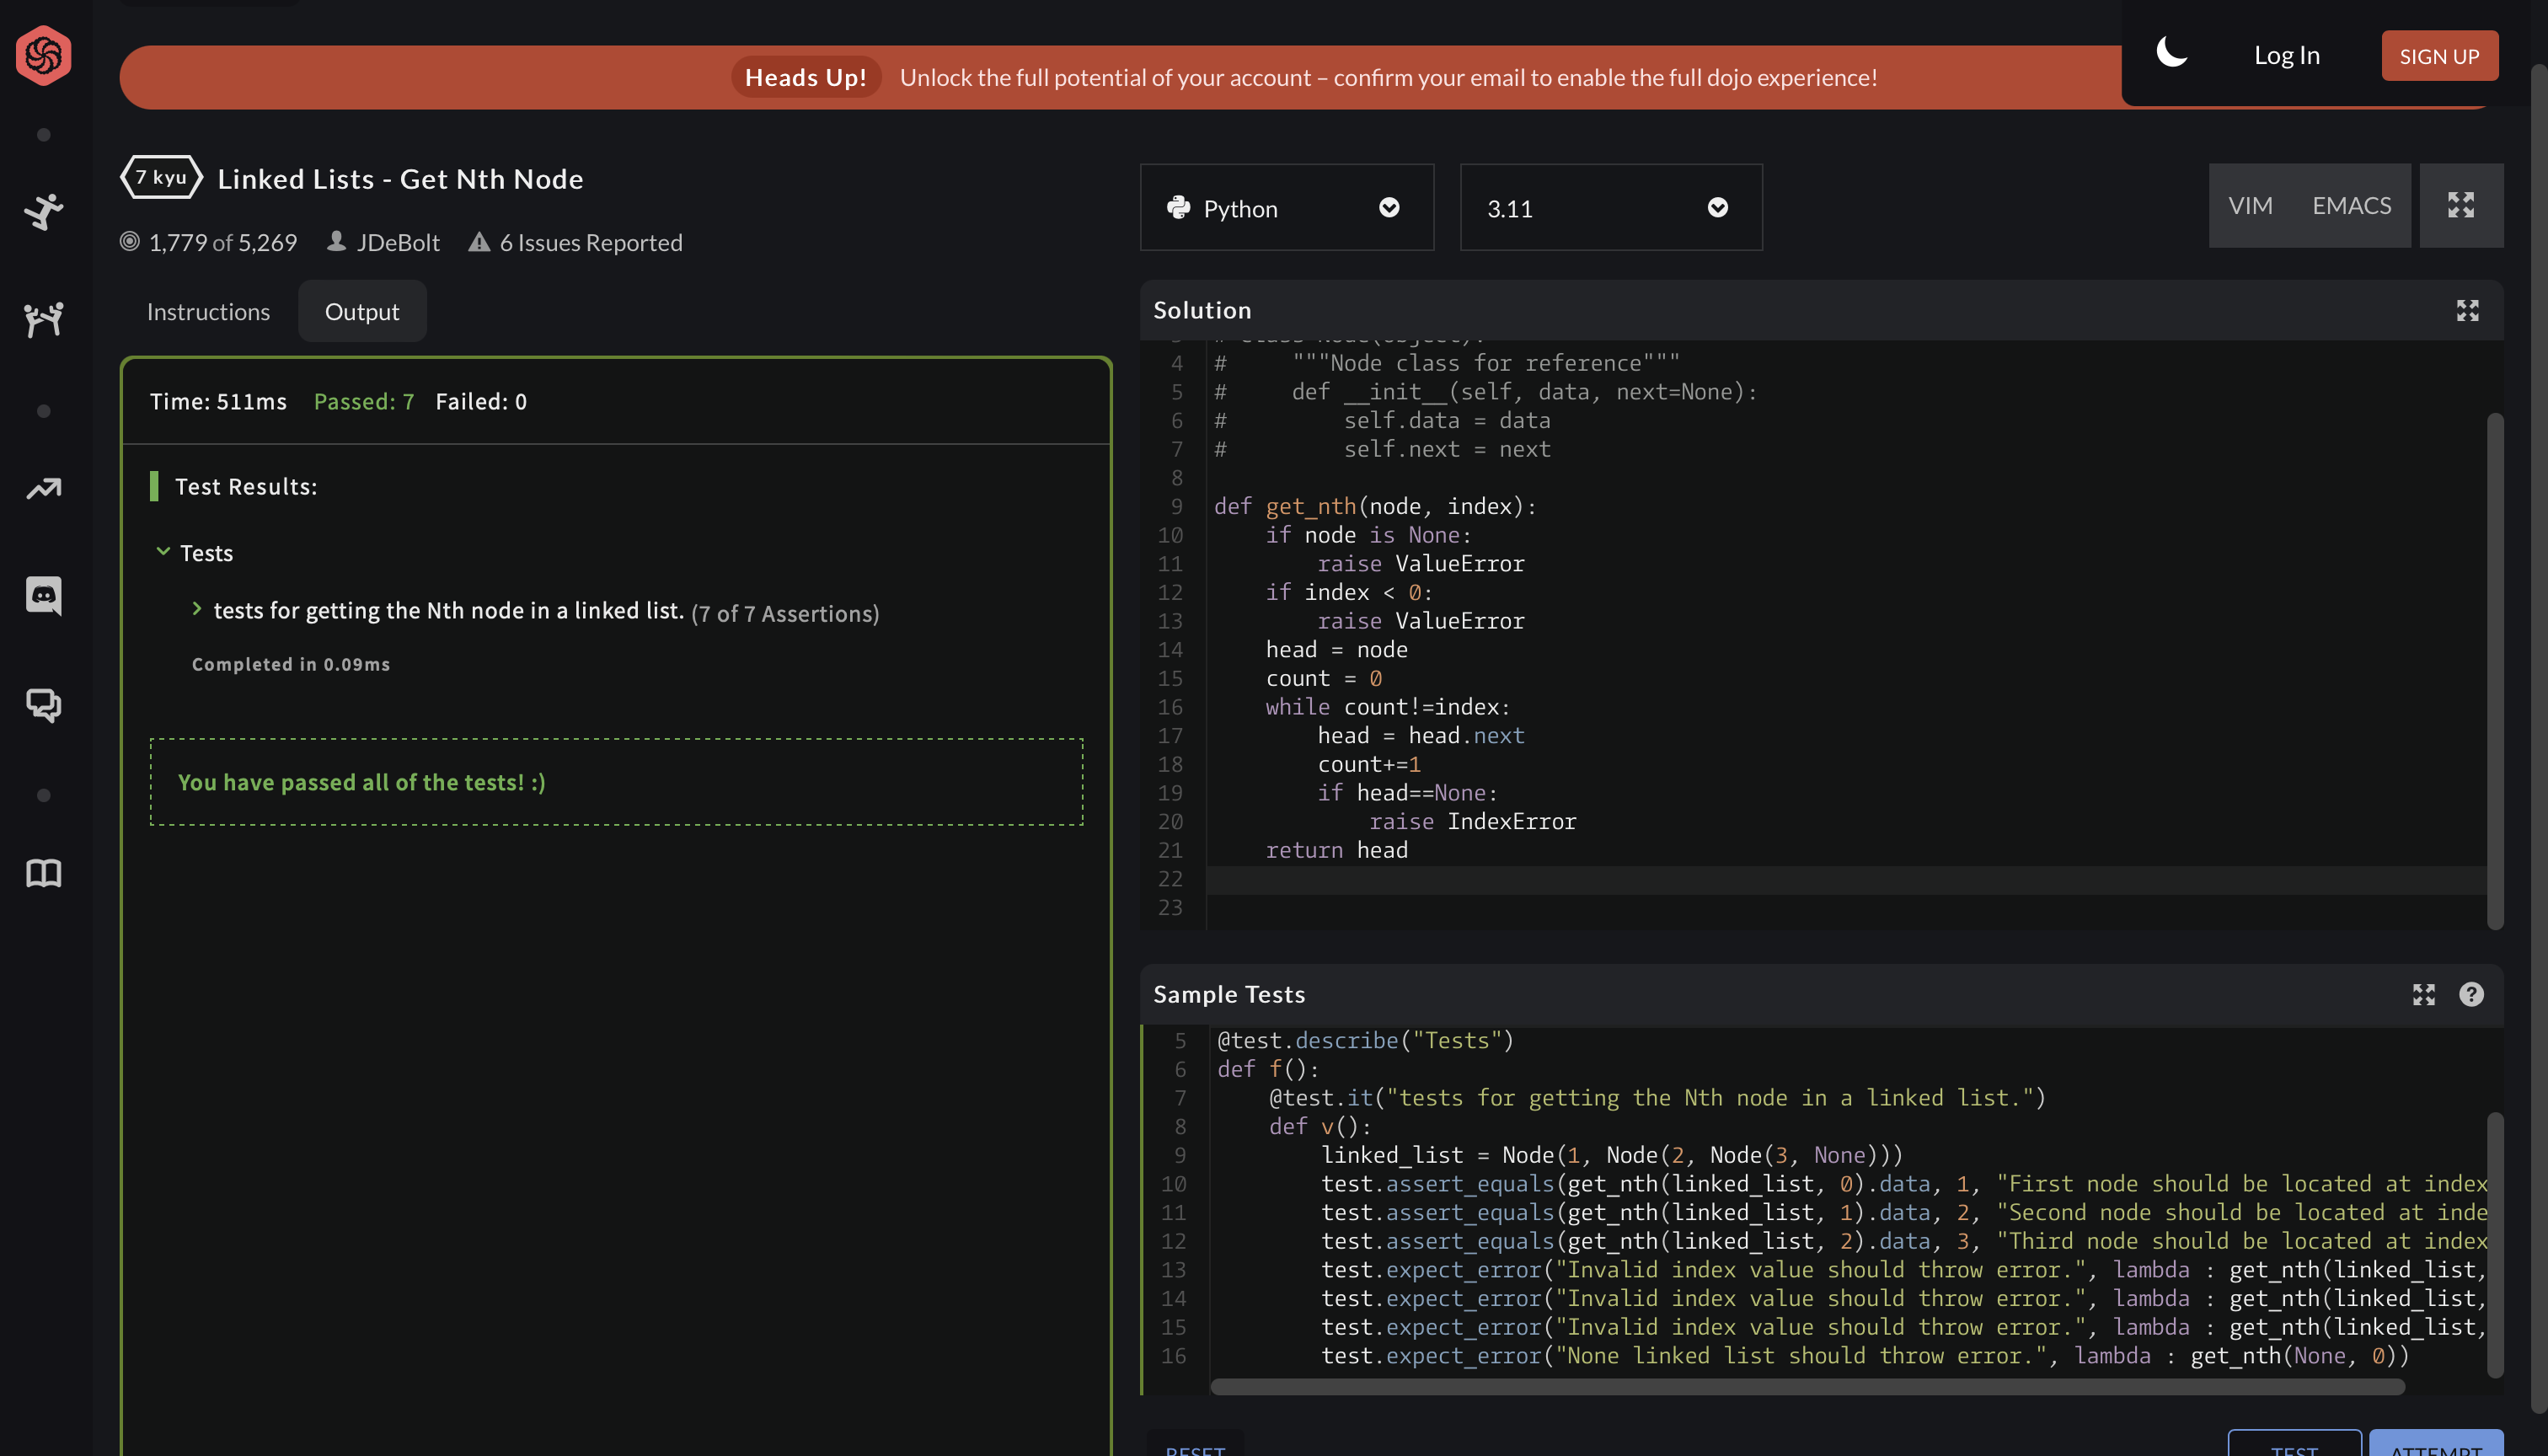 Heads Up! Unlock the full potential of your account – confirm your email to enable the full dojo experience!
Log In
SIGN UP
7 kyu
Linked Lists - Get Nth Node
1,779 of 5,269
JDeBolt
6 Issues Reported
Instructions
Output
Time: 511ms Passed: 7 Failed: 0
Test Results:
Tests
tests for getting the Nth node in a linked list. (7 of 7 Assertions)
Completed in 0.09ms
You have passed all of the tests! :)
Python
3.11
VIM
EMACS
Solution
3 # class Node(object):
4 #     """Node class for reference"""
5 #     def __init__(self, data, next=None):
6 #         self.data = data
7 #         self.next = next
8
9 def get_nth(node, index):
10     if node is None:
11         raise ValueError
12     if index < 0:
13         raise ValueError
14     head = node
15     count = 0
16     while count!=index:
17         head = head.next
18         count+=1
19         if head==None:
20             raise IndexError
21     return head
22
23
Sample Tests
5 @test.describe("Tests")
6 def f():
7     @test.it("tests for getting the Nth node in a linked list.")
8     def v():
9         linked_list = Node(1, Node(2, Node(3, None)))
10         test.assert_equals(get_nth(linked_list, 0).data, 1, "First node should be located at index
11         test.assert_equals(get_nth(linked_list, 1).data, 2, "Second node should be located at inde
12         test.assert_equals(get_nth(linked_list, 2).data, 3, "Third node should be located at index
13         test.expect_error("Invalid index value should throw error.", lambda : get_nth(linked_list,
14         test.expect_error("Invalid index value should throw error.", lambda : get_nth(linked_list,
15         test.expect_error("Invalid index value should throw error.", lambda : get_nth(linked_list,
16         test.expect_error("None linked list should throw error.", lambda : get_nth(None, 0))
RESET
TEST
ATTEMPT